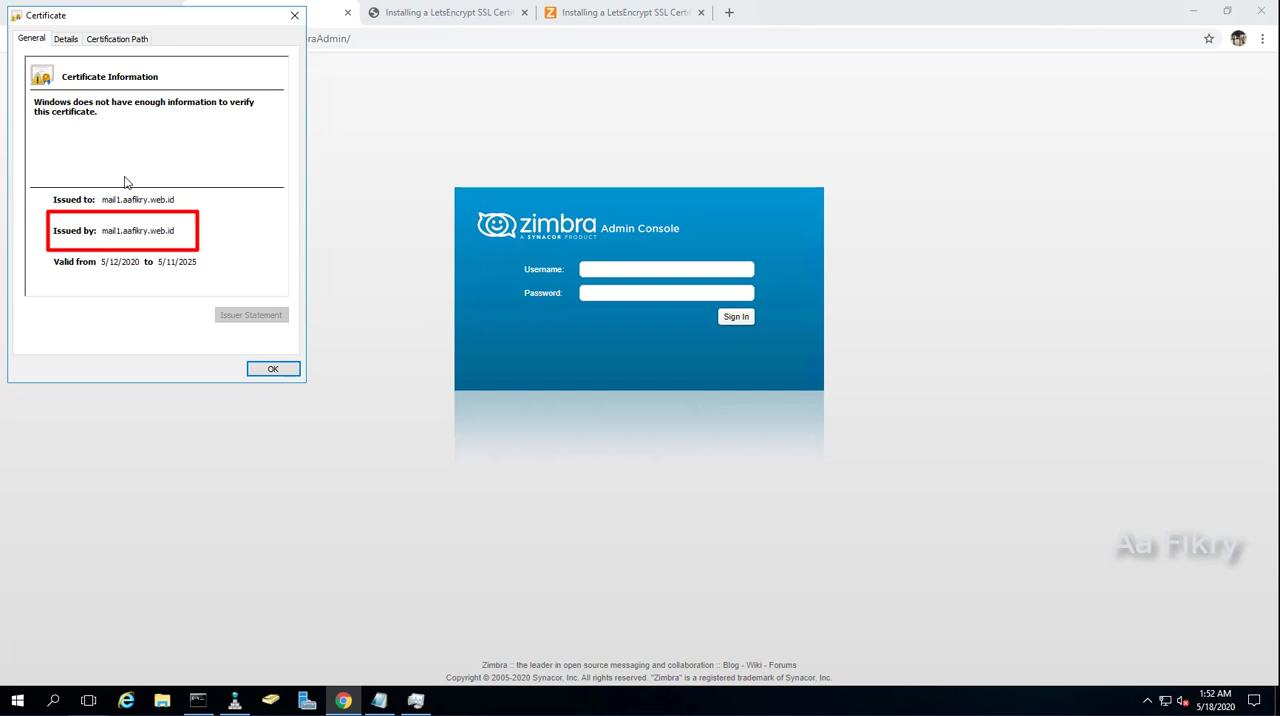 Certificate
Installing a LetsEncrypt SSL Certif
Installing a LetsEncrypt SSL Certif
raAdmin/
General
Details
Certification Path
Certificate Information
Windows does not have enough information to verify
this certificate.
Issued to: mail1.aafikry.web.id
Issued by: mail1.aafikry.web.id
Valid from 5/12/2020 to 5/11/2025
Issuer Statement
OK
zimbra Admin Console
A SYNACOR PRODUCT
Username:
Password:
Sign In
Aa Fikry
Zimbra :: the leader in open source messaging and collaboration :: Blog - Wiki - Forums
Copyright © 2005-2020 Synacor, Inc. All rights reserved. "Zimbra" is a registered trademark of Synacor, Inc.
1:52 AM
5/18/2020